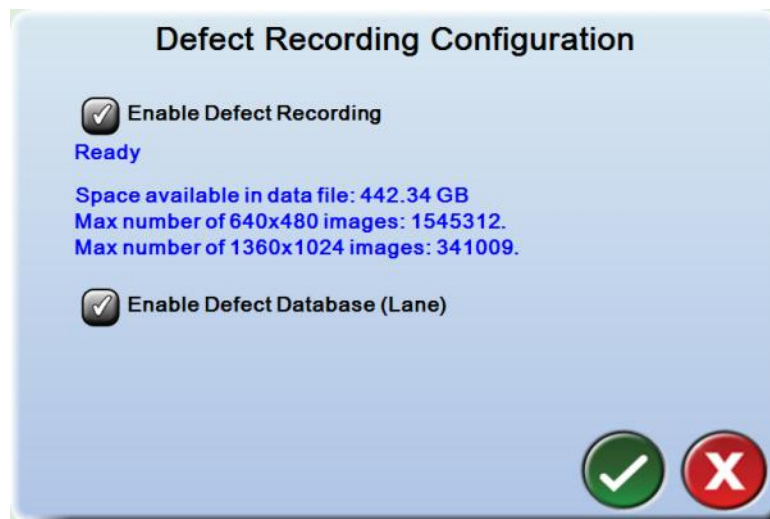 Defect Recording Configuration
Enable Defect Recording
Ready
Space available in data file: 442.34 GB
Max number of 640x480 images: 1545312.
Max number of 1360x1024 images: 341009.
Enable Defect Database (Lane)